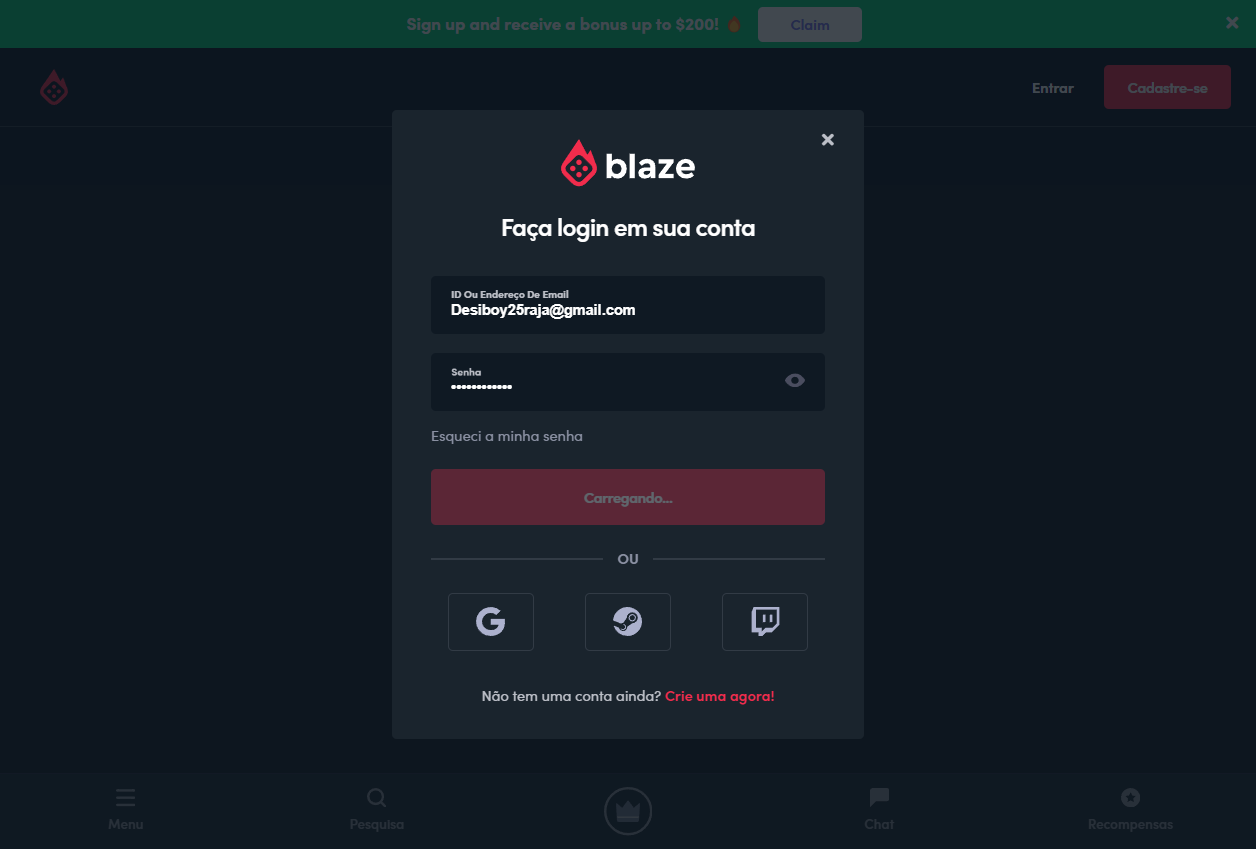 Sign up and receive a bonus up to $200!
Claim
Entrar
Cadastre-se
blaze
Faça login em sua conta
ID Ou Endereço De Email
Desiboy25raja@gmail.com
Senha
••••••••••••
Esqueci a minha senha
Carregando...
OU
Não tem uma conta ainda? Crie uma agora!
Menu
Pesquisa
Chat
Recompensas